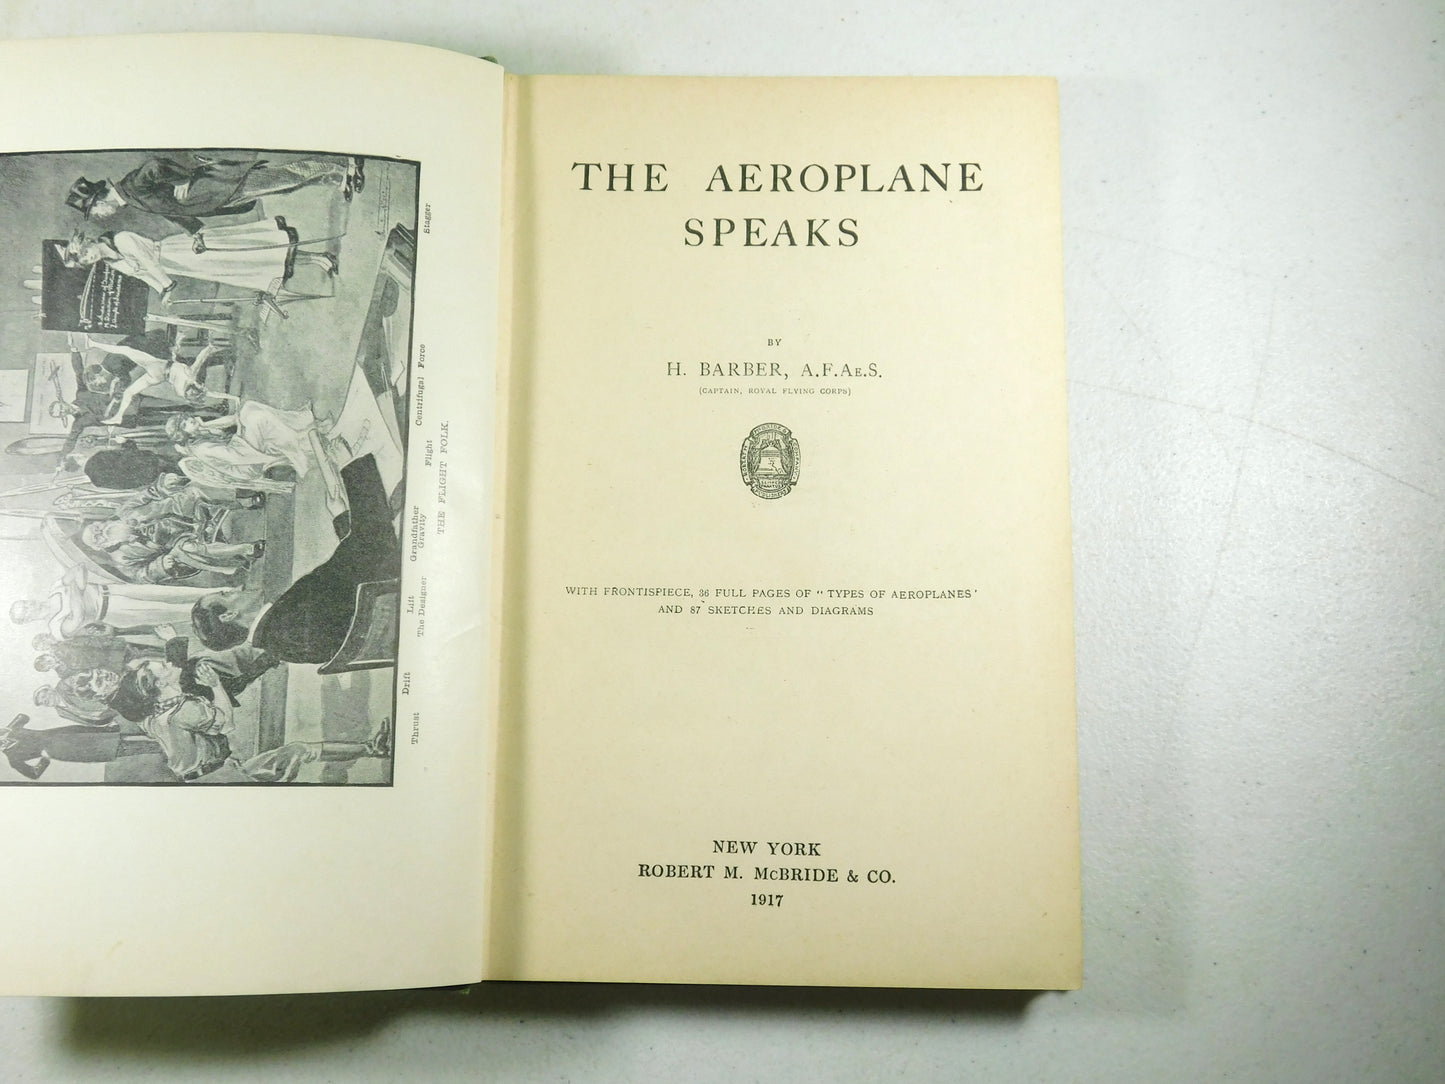 Thrust
Drift
Lift
The Designer
Grandfather
Gravity
Flight
Centrifugal Force
Stagger
THE FLIGHT FOLK.
THE AEROPLANE
SPEAKS
BY
H. BARBER, A.F.AE.S.
(CAPTAIN, ROYAL FLYING CORPS)
WITH FRONTISPIECE, 36 FULL PAGES OF “ TYPES OF AEROPLANES '
AND 87 SKETCHES AND DIAGRAMS
NEW YORK
ROBERT M. McBRIDE & CO.
1917